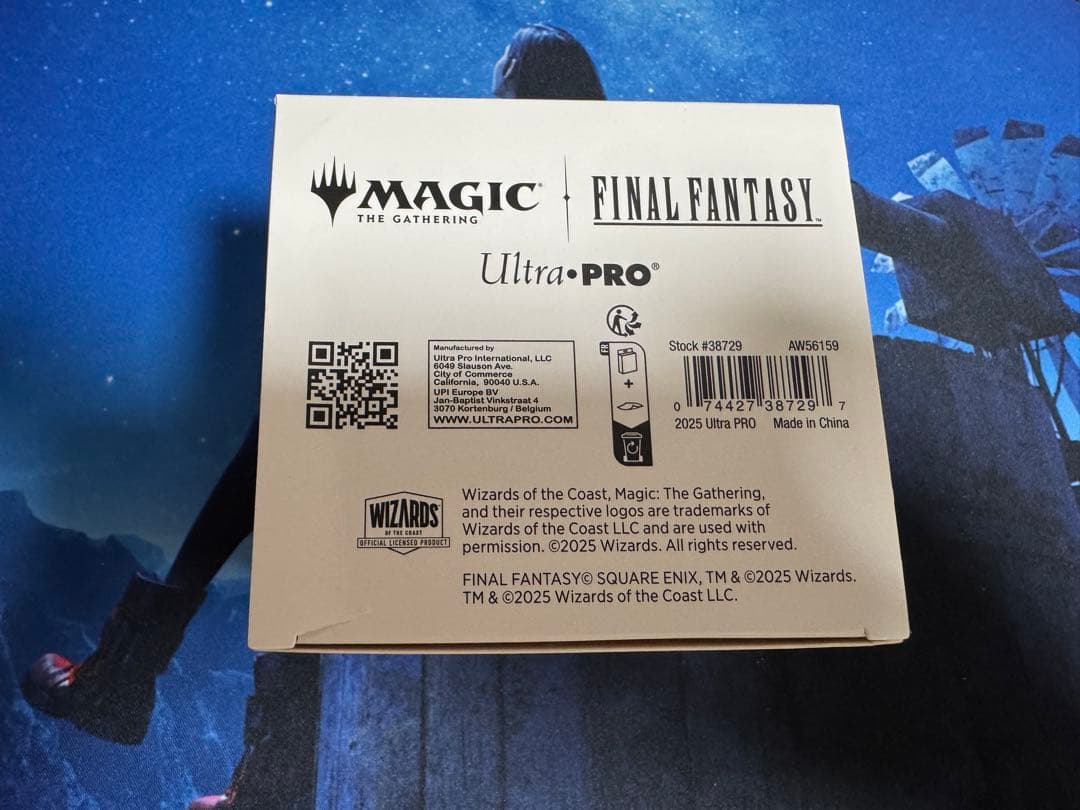 MAGIC®
THE GATHERING
FINAL FANTASY™
Ultra•PRO®
Manufactured by
Ultra Pro International, LLC
6049 Slauson Ave.
City of Commerce
California, 90040 U.S.A.
UPI Europe BV
Jan-Baptist Vinkstraat 4
3070 Kortenburg / Belgium
WWW.ULTRAPRO.COM
FR
+
Stock #38729 AW56159
0 74427 38729 7
2025 Ultra PRO Made in China
WIZARDS
OF THE COAST
OFFICIAL LICENSED PRODUCT
Wizards of the Coast, Magic: The Gathering,
and their respective logos are trademarks of
Wizards of the Coast LLC and are used with
permission. ©2025 Wizards. All rights reserved.
FINAL FANTASY© SQUARE ENIX, TM & ©2025 Wizards.
TM & ©2025 Wizards of the Coast LLC.